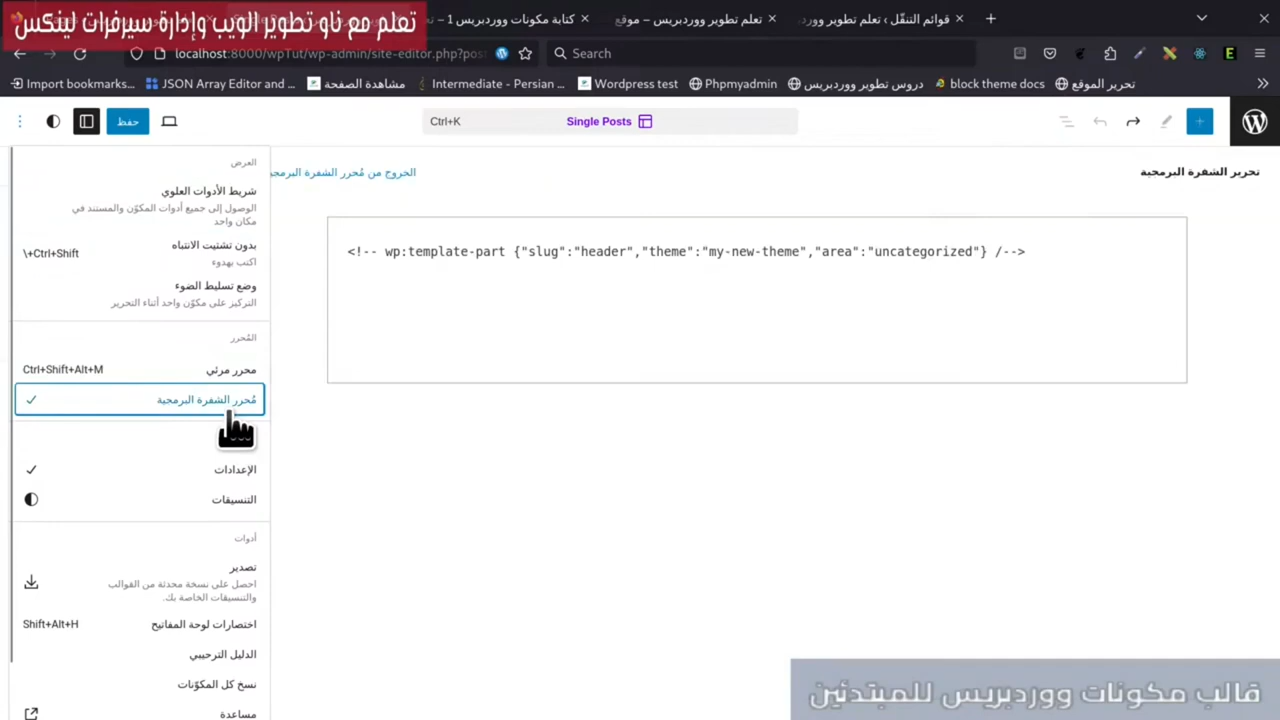 تعلم مع ناو تطوير الويب وإدارة سيرفرات لينكس
كتابة مكونات ووردبريس 1 – تع
تعلم تطوير ووردبريس – موقع
قوائم التنقّل ‹ تعلم تطوير ووردب
localhost:8000/wpTut/wp-admin/site-editor.php?pos
Search
Import bookmarks...
JSON Array Editor and ...
مشاهدة الصفحة
Intermediate - Persian ...
Wordpress test
Phpmyadmin
دروس تطوير ووردبريس
block theme docs
تحرير الموقع
حفظ
Ctrl+K
Single Posts
تحرير الشفرة البرمجية
الخروج من مُحرر الشفرة البرمجي
<!-- wp:template-part {"slug":"header","theme":"my-new-theme","area":"uncategorized"} /-->
العرض
شريط الأدوات العلوي
الوصول إلى جميع أدوات المكوّن والمستند في
مكان واحد
بدون تشتيت الانتباه
\+Ctrl+Shift
اكتب بهدوء
وضع تسليط الضوء
التركيز على مكوّن واحد أثناء التحرير
المُحرر
محرر مرئي
Ctrl+Shift+Alt+M
مُحرر الشفرة البرمجية
الإعدادات
التنسيقات
أدوات
تصدير
احصل على نسخة محدثة من القوالب
والتنسيقات الخاصة بك.
اختصارات لوحة المفاتيح
Shift+Alt+H
الدليل الترحيبي
نسخ كل المكوّنات
مساعدة
قالب مكونات ووردبريس للمبتدئين